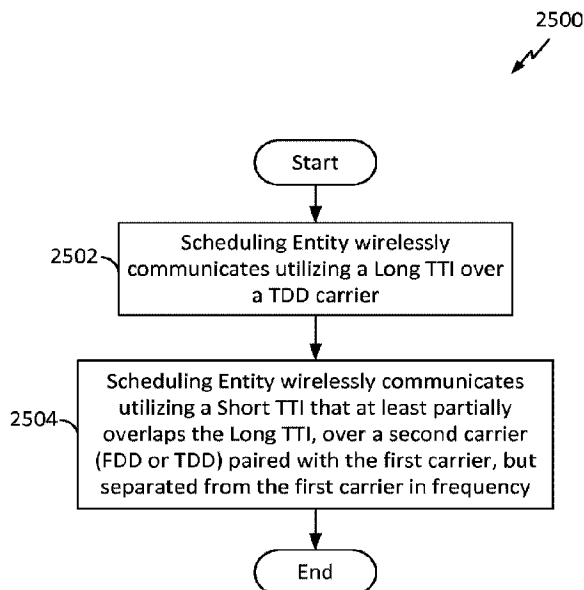 2500
Start
2502
Scheduling Entity wirelessly
communicates utilizing a Long TTI over
a TDD carrier
2504
Scheduling Entity wirelessly communicates
utilizing a Short TTI that at least partially
overlaps the Long TTI, over a second carrier
(FDD or TDD) paired with the first carrier, but
separated from the first carrier in frequency
End